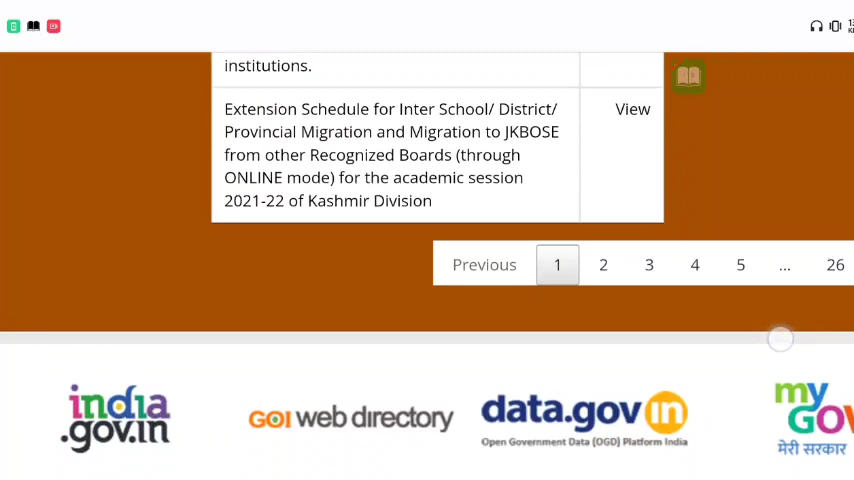 institutions.
Extension Schedule for Inter School/ District/
Provincial Migration and Migration to JKBOSE
from other Recognized Boards (through
ONLINE mode) for the academic session
2021-22 of Kashmir Division
View
Previous 1 2 3 4 5 ... 26
india
.gov.in
GOI web directory
data.gov in
Open Government Data (OGD) Platform India
my
GOV
मेरी सरकार